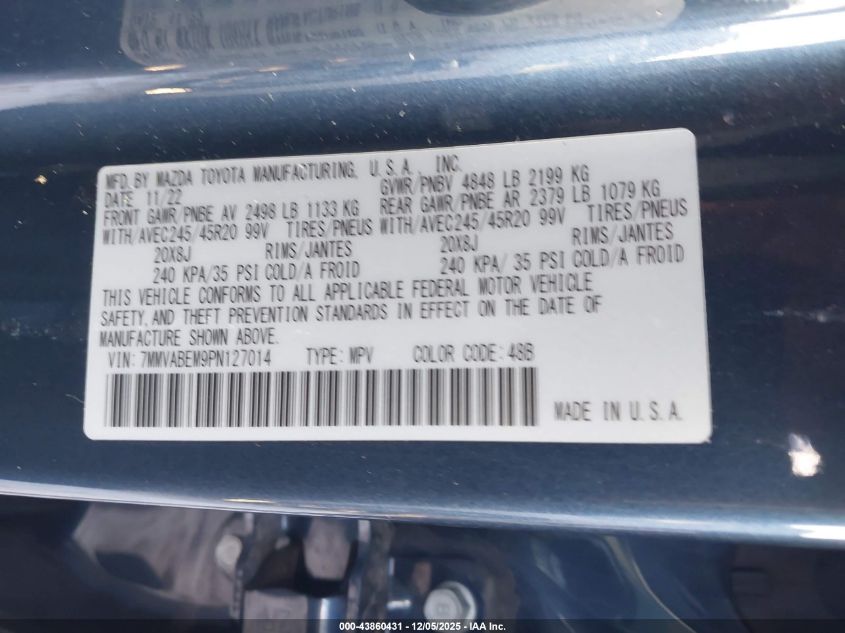 MFD. BY MAZDA TOYOTA MANUFACTURING, U.S.A., INC.
DATE 11/22 GVWR/PNBV 4848 LB 2199 KG
FRONT GAWR/PNBE AV 2498 LB 1133 KG REAR GAWR/PNBE AR 2379 LB 1079 KG
WITH/AVEC245/45R20 99V TIRES/PNEUS WITH/AVEC245/45R20 99V TIRES/PNEUS
20X8J RIMS/JANTES 20X8J RIMS/JANTES
240 KPA/35 PSI COLD/A FROID 240 KPA/35 PSI COLD/A FROID
THIS VEHICLE CONFORMS TO ALL APPLICABLE FEDERAL MOTOR VEHICLE
SAFETY, AND THEFT PREVENTION STANDARDS IN EFFECT ON THE DATE OF
MANUFACTURE SHOWN ABOVE.
VIN: 7MMVABEM9PN127014 TYPE: MPV COLOR CODE: 48B
MADE IN U.S.A.
000-43860431 - 12/05/2025 - IAA Inc.